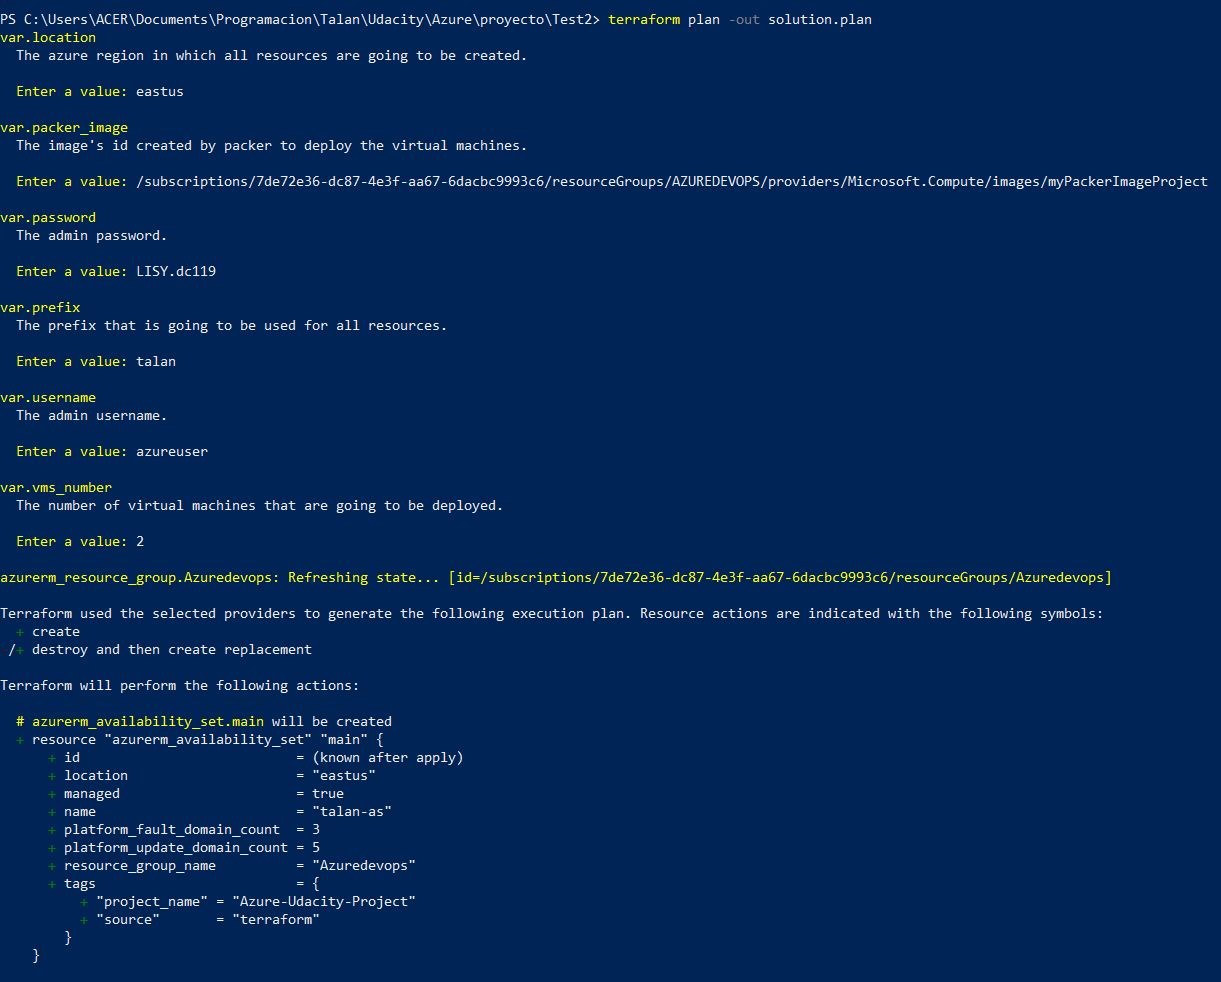 PS C:\Users\ACER\Documents\Programacion\Talan\Udacity\Azure\proyecto\Test2> terraform plan -out solution.plan
var.location
  The azure region in which all resources are going to be created.

  Enter a value: eastus

var.packer_image
  The image's id created by packer to deploy the virtual machines.

  Enter a value: /subscriptions/7de72e36-dc87-4e3f-aa67-6dacbc9993c6/resourceGroups/AZUREDEVOPS/providers/Microsoft.Compute/images/myPackerImageProject

var.password
  The admin password.

  Enter a value: LISY.dc119

var.prefix
  The prefix that is going to be used for all resources.

  Enter a value: talan

var.username
  The admin username.

  Enter a value: azureuser

var.vms_number
  The number of virtual machines that are going to be deployed.

  Enter a value: 2

azurerm_resource_group.Azuredevops: Refreshing state... [id=/subscriptions/7de72e36-dc87-4e3f-aa67-6dacbc9993c6/resourceGroups/Azuredevops]

Terraform used the selected providers to generate the following execution plan. Resource actions are indicated with the following symbols:
  + create
-/+ destroy and then create replacement

Terraform will perform the following actions:

  # azurerm_availability_set.main will be created
  + resource "azurerm_availability_set" "main" {
      + id                           = (known after apply)
      + location                     = "eastus"
      + managed                      = true
      + name                         = "talan-as"
      + platform_fault_domain_count  = 3
      + platform_update_domain_count = 5
      + resource_group_name          = "Azuredevops"
      + tags                         = {
          + "project_name" = "Azure-Udacity-Project"
          + "source"       = "terraform"
        }
    }